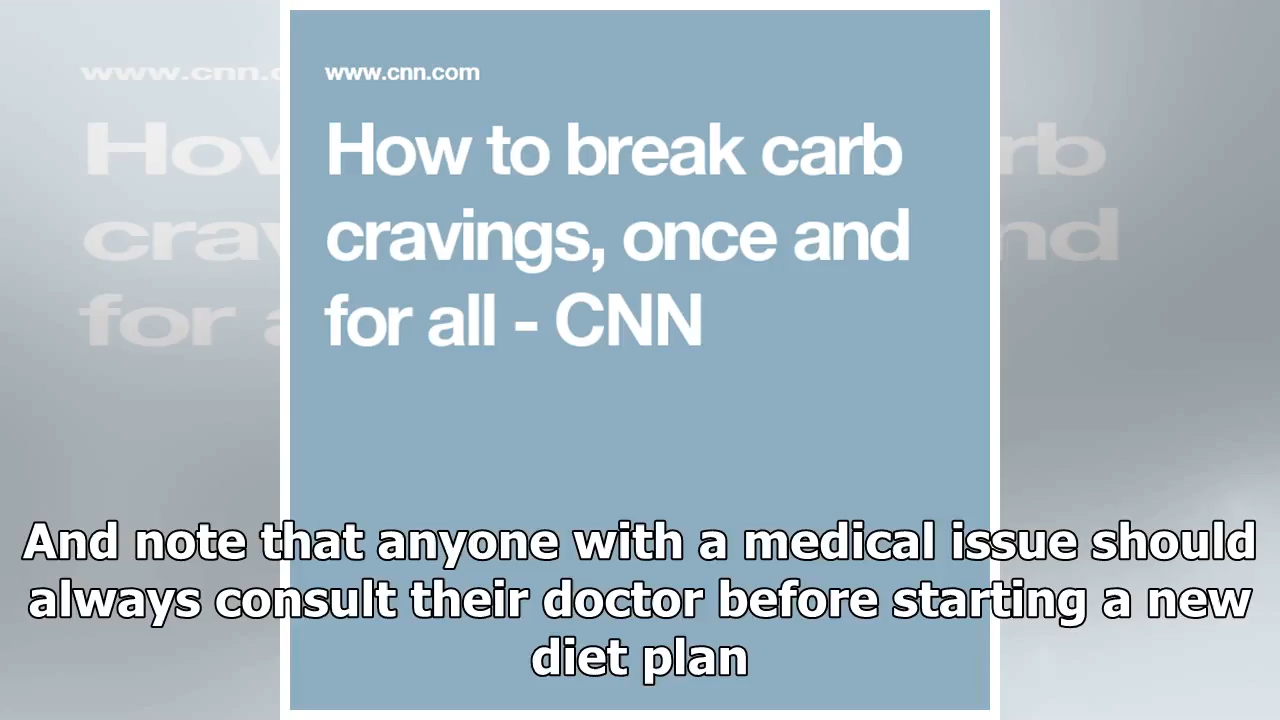 www.cnn.com
How to break carb
cravings, once and
for all - CNN
And note that anyone with a medical issue should
always consult their doctor before starting a new
diet plan